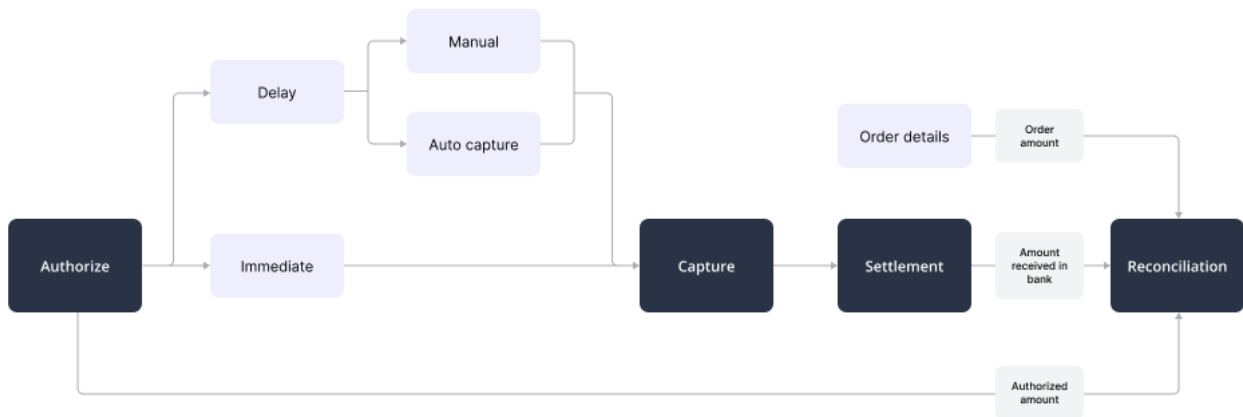 Manual
Delay
Auto capture
Order details
Order
amount
Authorize
Immediate
Capture
Settlement
Amount
received in
bank
Reconciliation
Authorized
amount